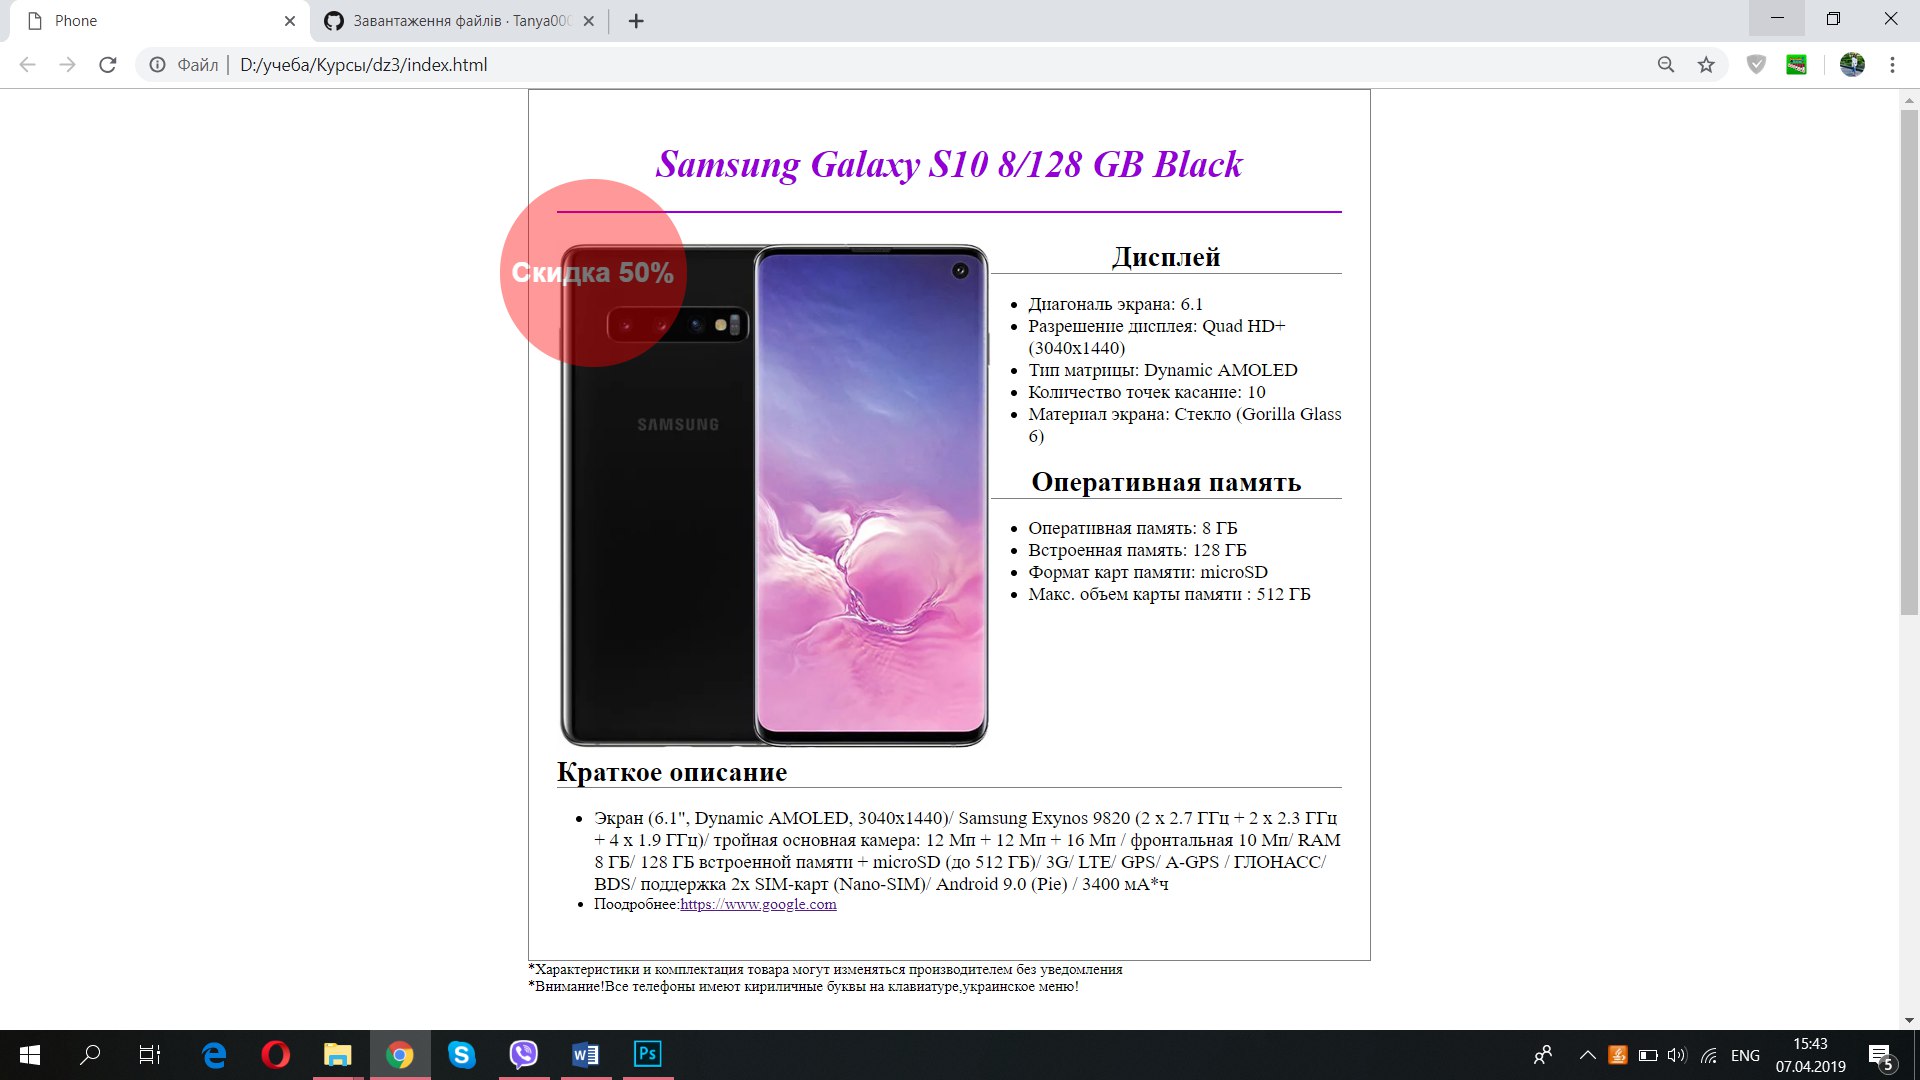 Phone
Завантаження файлів · Tanya000
Файл | D:/учеба/Курсы/dz3/index.html
Samsung Galaxy S10 8/128 GB Black
Скидка 50%
SAMSUNG
Дисплей
Диагональ экрана: 6.1
Разрешение дисплея: Quad HD+
(3040x1440)
Тип матрицы: Dynamic AMOLED
Количество точек касание: 10
Материал экрана: Стекло (Gorilla Glass
6)
Оперативная память
Оперативная память: 8 ГБ
Встроенная память: 128 ГБ
Формат карт памяти: microSD
Макс. объем карты памяти : 512 ГБ
Краткое описание
Экран (6.1", Dynamic AMOLED, 3040x1440)/ Samsung Exynos 9820 (2 x 2.7 ГГц + 2 x 2.3 ГГц
+ 4 x 1.9 ГГц)/ тройная основная камера: 12 Мп + 12 Мп + 16 Мп / фронтальная 10 Мп/ RAM
8 ГБ/ 128 ГБ встроенной памяти + microSD (до 512 ГБ)/ 3G/ LTE/ GPS/ A-GPS / ГЛОНАСС/
BDS/ поддержка 2x SIM-карт (Nano-SIM)/ Android 9.0 (Pie) / 3400 мА*ч
Поодробнее:https://www.google.com
*Характеристики и комплектация товара могут изменяться производителем без уведомления
*Внимание!Все телефоны имеют кириличные буквы на клавиатуре,украинское меню!
Ps
ENG
15:43
07.04.2019
5